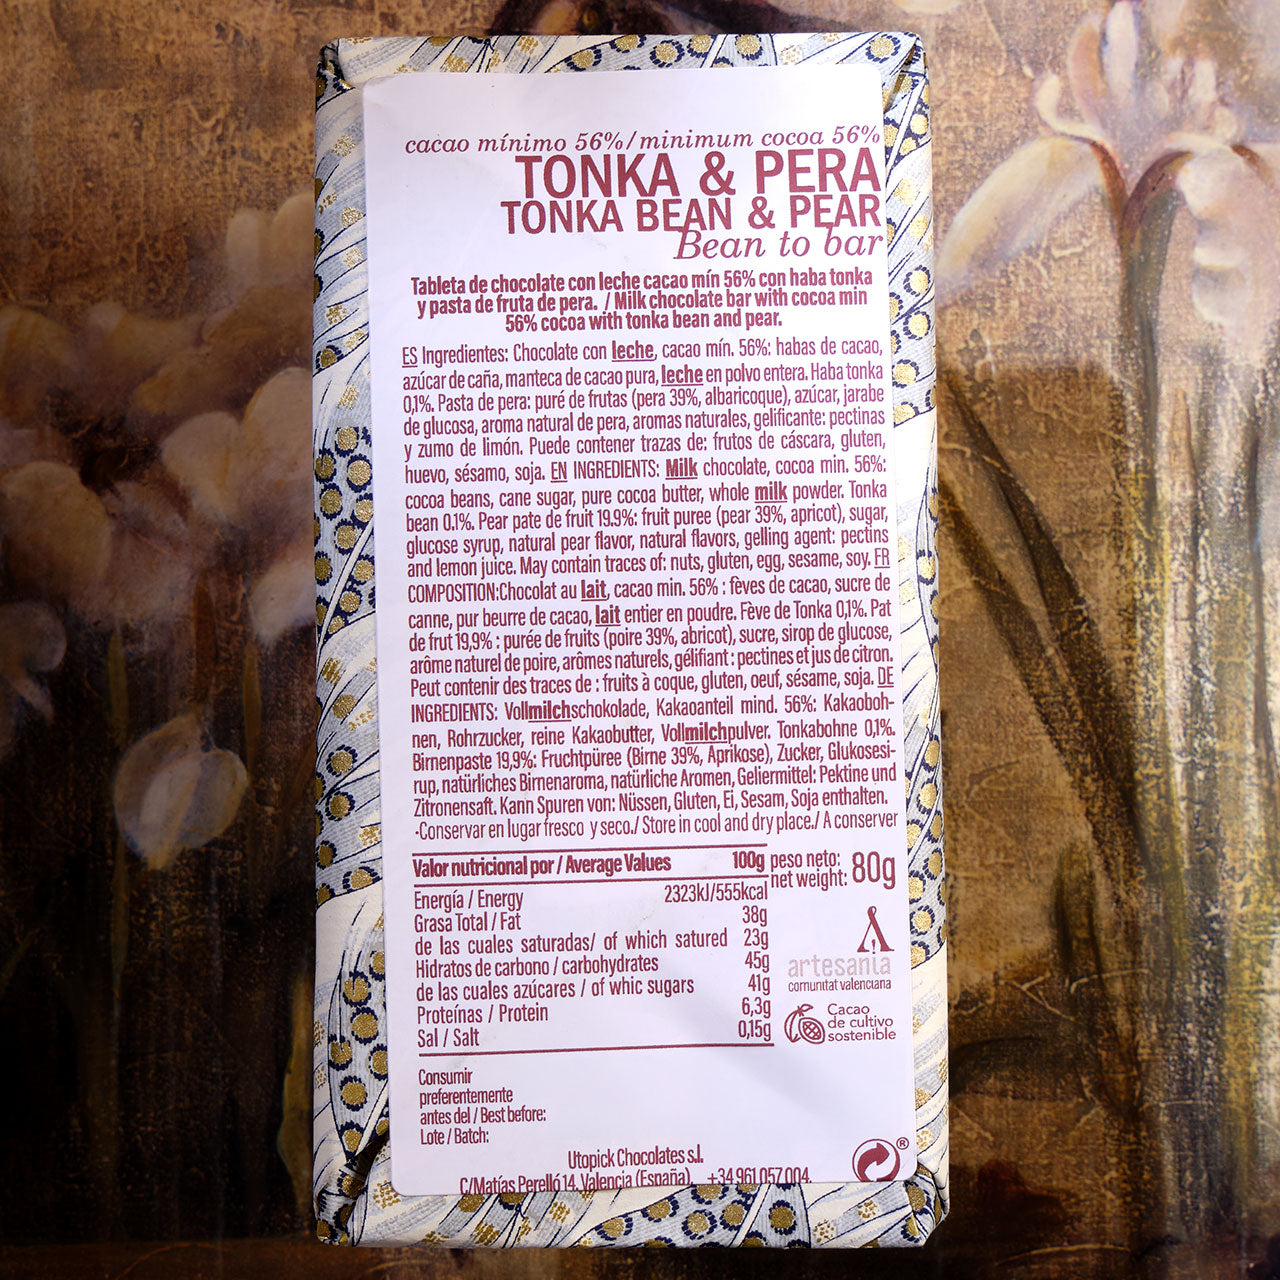 cacao mínimo 56%/minimum cocoa 56%
TONKA & PERA
TONKA BEAN & PEAR
Bean to bar
Tableta de chocolate con leche cacao mín 56% con haba tonka
y pasta de fruta de pera. / Milk chocolate bar with cocoa min
56% cocoa with tonka bean and pear.
ES Ingredientes: Chocolate con leche, cacao mín. 56%: habas de cacao,
azúcar de caña, manteca de cacao pura, leche en polvo entera. Haba tonka
0,1%. Pasta de pera: puré de frutas (pera 39%, albaricoque), azúcar, jarabe
de glucosa, aroma natural de pera, aromas naturales, gelificante: pectinas
y zumo de limón. Puede contener trazas de: frutos de cáscara, gluten,
huevo, sésamo, soja. EN INGREDIENTS: Milk chocolate, cocoa min. 56%:
cocoa beans, cane sugar, pure cocoa butter, whole milk powder. Tonka
bean 0.1%. Pear pate de fruit 19.9%: fruit puree (pear 39%, apricot), sugar,
glucose syrup, natural pear flavor, natural flavors, gelling agent: pectins
and lemon juice. May contain traces of: nuts, gluten, egg, sesame, soy. FR
COMPOSITION:Chocolat au lait, cacao min. 56% : fèves de cacao, sucre de
canne, pur beurre de cacao, lait entier en poudre. Fève de Tonka 0,1%. Pat
de frut 19,9% : purée de fruits (poire 39%, abricot), sucre, sirop de glucose,
arôme naturel de poire, arômes naturels, gélifiant : pectines et jus de citron.
Peut contenir des traces de : fruits à coque, gluten, oeuf, sésame, soja. DE
INGREDIENTS: Vollmilchschokolade, Kakaoanteil mind. 56%: Kakaoboh-
nen, Rohrzucker, reine Kakaobutter, Vollmilchpulver. Tonkabohne 0,1%.
Birnenpaste 19,9%: Fruchtpüree (Birne 39%, Aprikose), Zucker, Glukosesi-
rup, natürliches Birnenaroma, natürliche Aromen, Geliermittel: Pektine und
Zitronensaft. Kann Spuren von: Nüssen, Gluten, Ei, Sesam, Soja enthalten.
·Conservar en lugar fresco y seco./ Store in cool and dry place./ A conserver
Valor nutricional por / Average Values 100g
peso neto:
net weight: 80g
Energía / Energy 2323kl/555kcal
Grasa Total / Fat 38g
de las cuales saturadas/ of which satured 23g
Hidratos de carbono / carbohydrates 45g
de las cuales azúcares / of whic sugars 41g
Proteínas / Protein 6,3g
Sal / Salt 0,15g
artesanía
comunitat valenciana
Cacao
de cultivo
sostenible
Consumir
preferentemente
antes del / Best before:
Lote / Batch:
®
Utopick Chocolates s.l.
C/Matías Perelló 14. Valencia (España). +34 961 057 004.